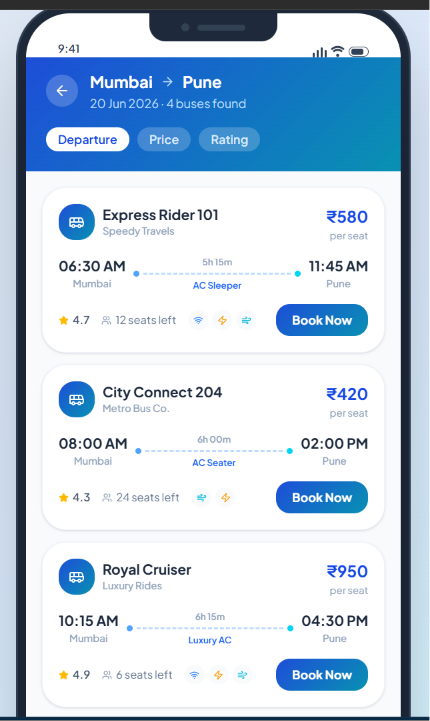 9:41
Mumbai → Pune
20 Jun 2026 · 4 buses found
Departure Price Rating
Express Rider 101 ₹580
Speedy Travels per seat
5h 15m
06:30 AM 11:45 AM
Mumbai AC Sleeper Pune
4.7 12 seats left Book Now
City Connect 204 ₹420
Metro Bus Co. per seat
6h 00m
08:00 AM 02:00 PM
Mumbai AC Seater Pune
4.3 24 seats left Book Now
Royal Cruiser ₹950
Luxury Rides per seat
6h 15m
10:15 AM 04:30 PM
Mumbai Luxury AC Pune
4.9 6 seats left Book Now